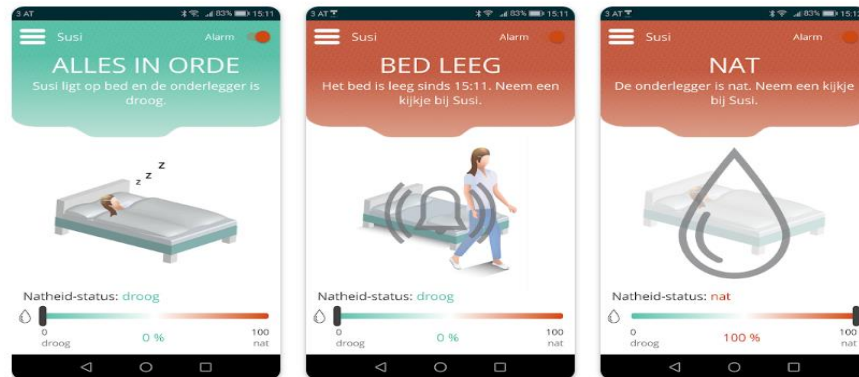 3 AT 83% 15:11
Susi Alarm
ALLES IN ORDE
Susi ligt op bed en de onderlegger is
droog.
z z z
Natheid-status: droog
0 100
droog 0 % nat
3 AT 83% 15:11
Susi Alarm
BED LEEG
Het bed is leeg sinds 15:11. Neem een
kijkje bij Susi.
Natheid-status: droog
0 100
droog 0 % nat
3 AT 83% 15:12
Susi Alarm
NAT
De onderlegger is nat. Neem een kijkje
bij Susi.
Natheid-status: nat
0 100
droog 100 % nat